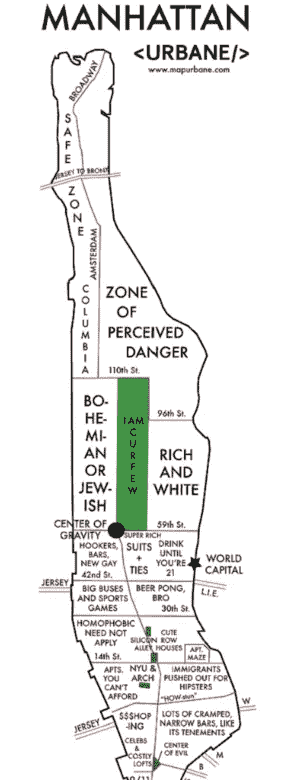 MANHATTAN
<URBANE/>
www.mapurbane.com
BROADWAY
SAFE
JERSEY TO BRONX
ZONE
AMSTERDAM
COLUMBIA
ZONE
OF
PERCEIVED
DANGER
110th St.
BO-
HE-
MI-
AN
OR
JEW-
ISH
1AM
CURFEW
96th St.
RICH
AND
WHITE
CENTER OF
GRAVITY
59th St.
SUPER RICH
HOOKERS,
BARS,
NEW GAY
42nd St.
SUITS
+
TIES
DRINK
UNTIL
YOU'RE
21
WORLD
CAPITAL
JERSEY
L.I.E.
BIG BUSES
AND SPORTS
GAMES
BEER PONG,
BRO
30th St.
HOMOPHOBIC
NEED NOT
APPLY
14th St.
SILICON
ALLEY
CUTE
ROW
HOUSES
APT.
MAZE
APTS.
YOU
CAN'T
AFFORD
NYU &
ARCH
IMMIGRANTS
PUSHED OUT FOR
HIPSTERS
"HOW-stun"
W
JERSEY
$$SHOP
-ING
LOTS OF CRAMPED,
NARROW BARS, LIKE
ITS TENEMENTS
CELEBS
&
COSTLY
LOFTS
CENTER
OF EVIL
M
B